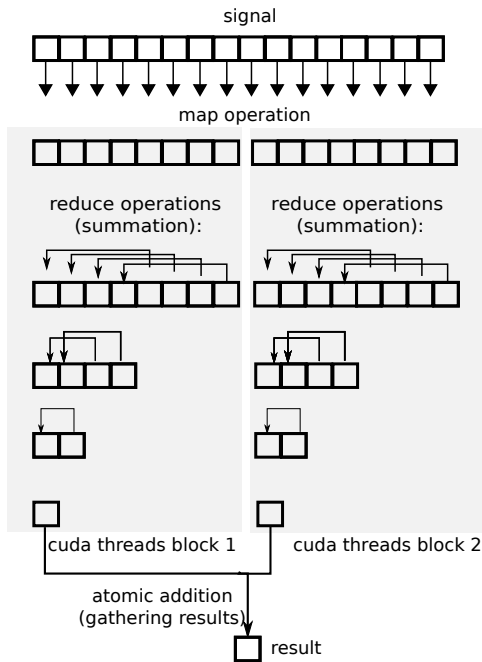 signal
map operation
reduce operations
(summation):
reduce operations
(summation):
cuda threads block 1
cuda threads block 2
atomic addition
(gathering results)
result